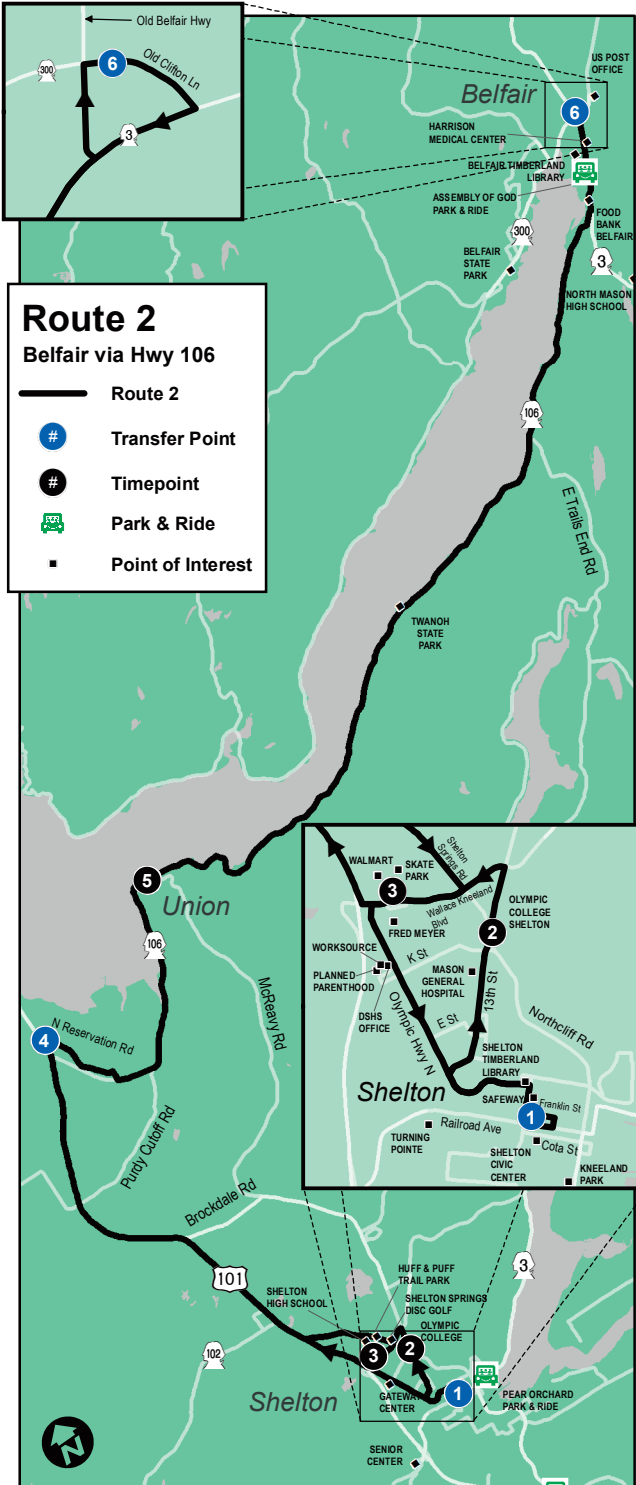 Old Belfair Hwy
300
6
Old Clifton Ln
3
US POST
OFFICE
Belfair
6
HARRISON
MEDICAL CENTER
BELFAIR TIMBERLAND
LIBRARY
ASSEMBLY OF GOD
PARK & RIDE
FOOD
BANK
BELFAIR
300
BELFAIR
STATE
PARK
3
NORTH MASON
HIGH SCHOOL
Route 2
Belfair via Hwy 106
Route 2
# Transfer Point
# Timepoint
Park & Ride
Point of Interest
106
E Trails End Rd
TWANOH
STATE
PARK
5
Union
106
McReavy Rd
N Reservation Rd
4
Purdy Cutoff Rd
Brockdale Rd
101
102
WALMART
SKATE
PARK
Shelton
Springs Rd
3
Wallace Kneeland
Blvd
OLYMPIC
COLLEGE
SHELTON
2
FRED MEYER
WORKSOURCE
K St
PLANNED
PARENTHOOD
MASON
GENERAL
HOSPITAL
DSHS
OFFICE
13th St
Olympic Hwy N
E St
Northcliff Rd
SHELTON
TIMBERLAND
LIBRARY
Shelton
SAFEWAY
Franklin St
1
Railroad Ave
TURNING
POINTE
SHELTON
CIVIC
CENTER
Cota St
KNEELAND
PARK
3
HUFF & PUFF
TRAIL PARK
SHELTON
HIGH SCHOOL
SHELTON SPRINGS
DISC GOLF
OLYMPIC
COLLEGE
3
2
1
Shelton
GATEWAY
CENTER
PEAR ORCHARD
PARK & RIDE
SENIOR
CENTER
N